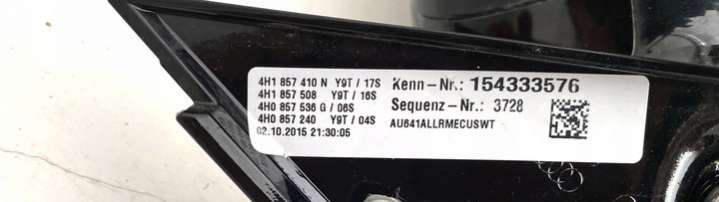 4H1 857 410 N Y9T / 17S Kenn-Nr.: 154333576
4H1 857 508 Y9T / 16S Sequenz-Nr.: 3728
4H0 857 536 G / 06S
4H0 857 240 Y9T / 04S AU641ALLRMECUSWT
02.10.2015 21:30:05